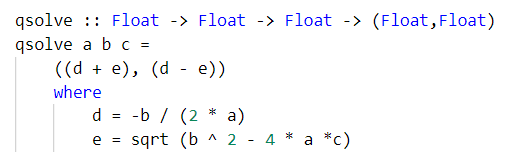 qsolve :: Float -> Float -> Float -> (Float,Float)
qsolve a b c =
    ((d + e), (d - e))
    where
        d = -b / (2 * a)
        e = sqrt (b ^ 2 - 4 * a *c)